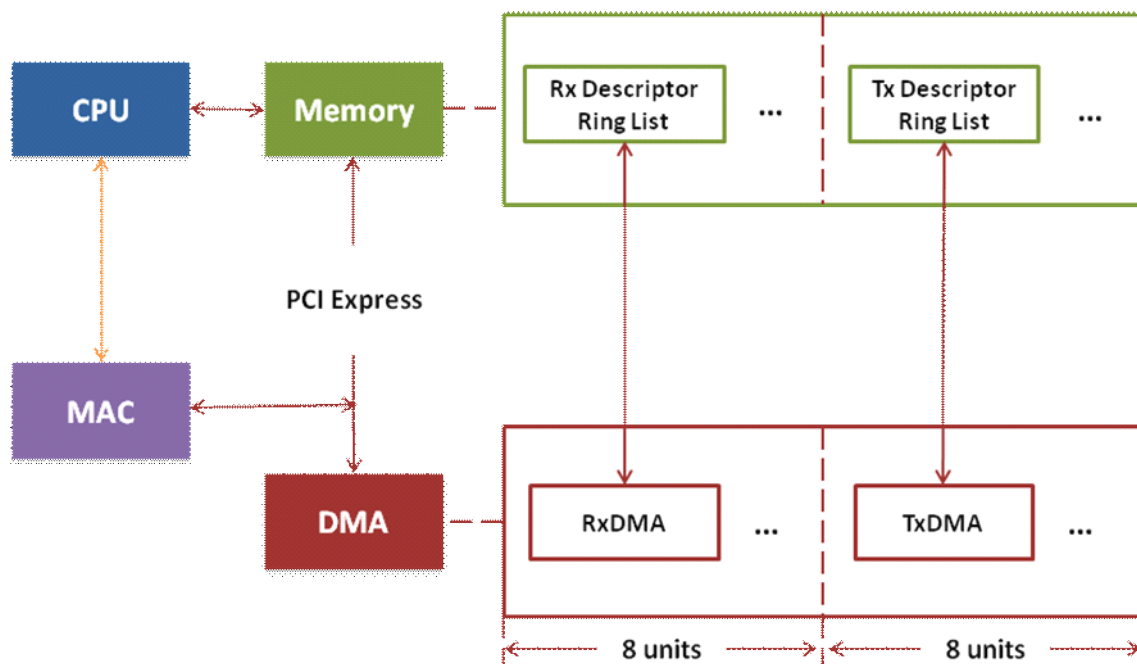 CPU
Memory
Rx Descriptor
Ring List
...
Tx Descriptor
Ring List
...
PCI Express
MAC
DMA
RxDMA
...
TxDMA
...
8 units
8 units